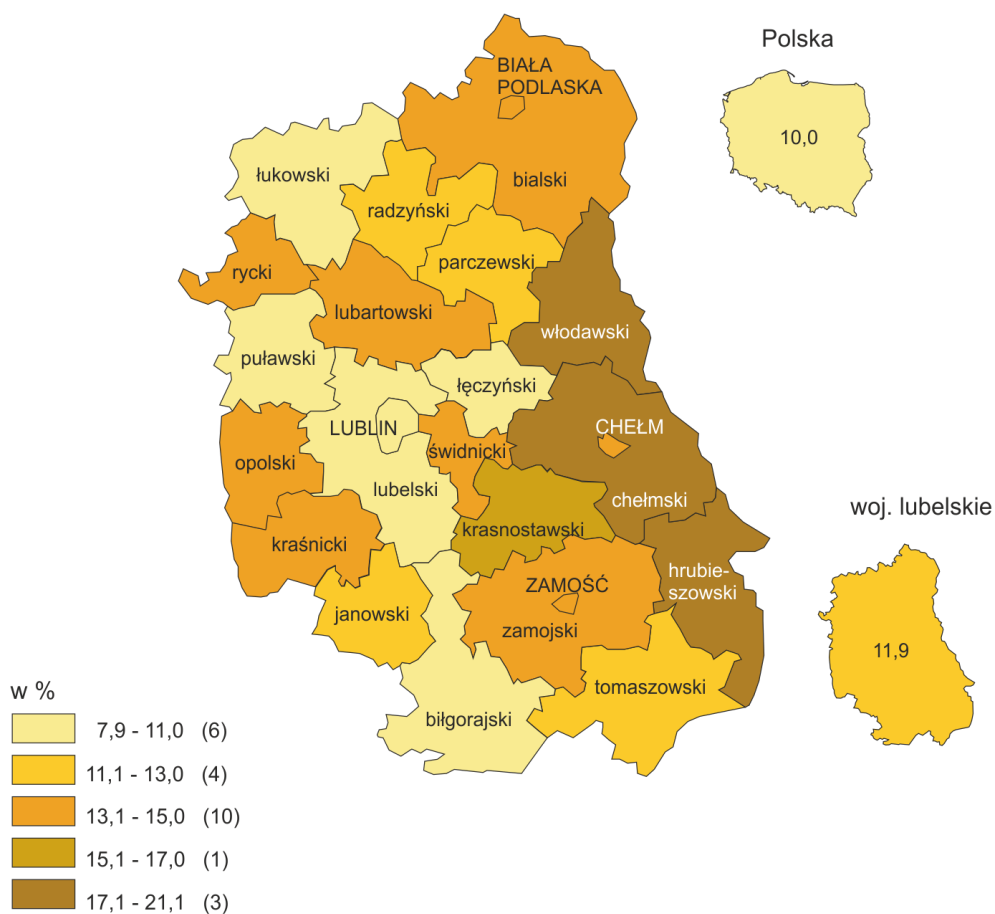 Polska
10,0
BIAŁA
PODLASKA
bialski
łukowski
radzyński
parczewski
rycki
lubartowski
włodawski
puławski
łęczyński
LUBLIN
świdnicki
CHEŁM
opolski
lubelski
chełmski
krasnostawski
kraśnicki
hrubie-
szowski
ZAMOŚĆ
zamojski
janowski
tomaszowski
biłgorajski
woj. lubelskie
11,9
w %
7,9 - 11,0 (6)
11,1 - 13,0 (4)
13,1 - 15,0 (10)
15,1 - 17,0 (1)
17,1 - 21,1 (3)